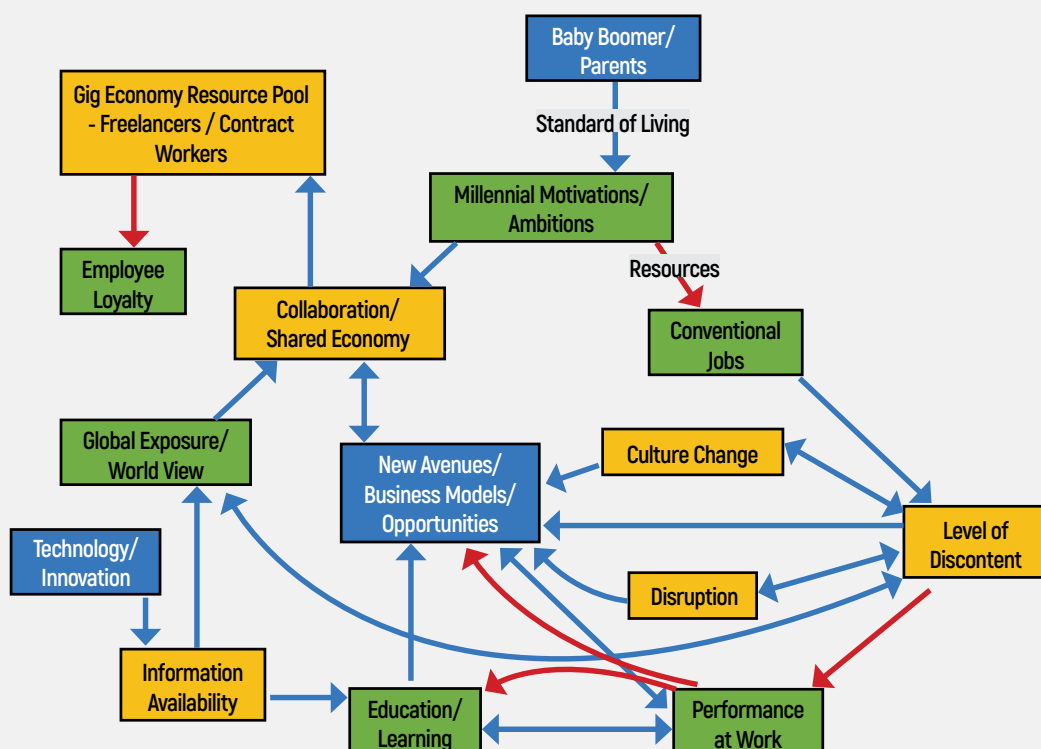 Baby Boomer/
Parents
Gig Economy Resource Pool
- Freelancers / Contract
Workers
Standard of Living
Millennial Motivations/
Ambitions
Employee
Loyalty
Resources
Collaboration/
Shared Economy
Conventional
Jobs
Global Exposure/
World View
New Avenues/
Business Models/
Opportunities
Culture Change
Level of
Discontent
Technology/
Innovation
Disruption
Information
Availability
Education/
Learning
Performance
at Work